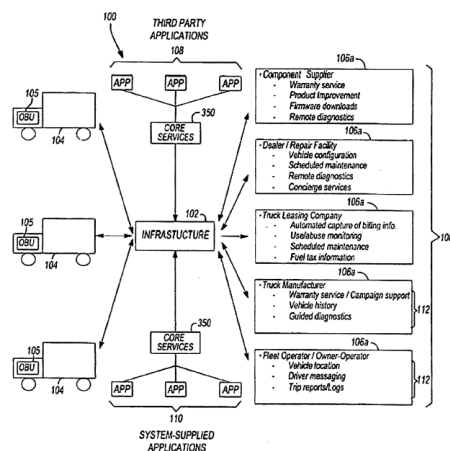 100
THIRD PARTY
APPLICATIONS
108
APP APP APP
350
CORE
SERVICES
105
OBU
104
105
OBU
104
105
OBU
104
102
INFRASTUCTURE
350
CORE
SERVICES
APP APP APP
110
SYSTEM-SUPPLIED
APPLICATIONS
106a
· Component Supplier
- Warranty service
- Product Improvement
- Firmware downloads
- Remote diagnostics
106a
· Dealer / Repair Facility
- Vehicle configuration
- Scheduled maintenance
- Remote diagnostics
- Concierge services
106a
· Truck Leasing Company
- Automated capture of billing info.
- Use/abuse monitoring
- Scheduled maintenance
- Fuel tax information
106a
· Truck Manufacturer
- Warranty service / Campaign support
- Vehicle history
- Guided diagnostics
112
106a
· Fleet Operator / Owner-Operator
- Vehicle location
- Driver messaging
- Trip reports/Logs
112